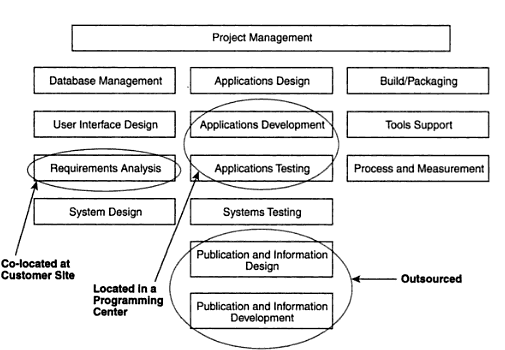 Project Management
Database Management
Applications Design
Build/Packaging
User Interface Design
Applications Development
Tools Support
Requirements Analysis
Applications Testing
Process and Measurement
System Design
Systems Testing
Publication and Information
Design
Publication and Information
Development
Co-located at
Customer Site
Located in a
Programming
Center
Outsourced